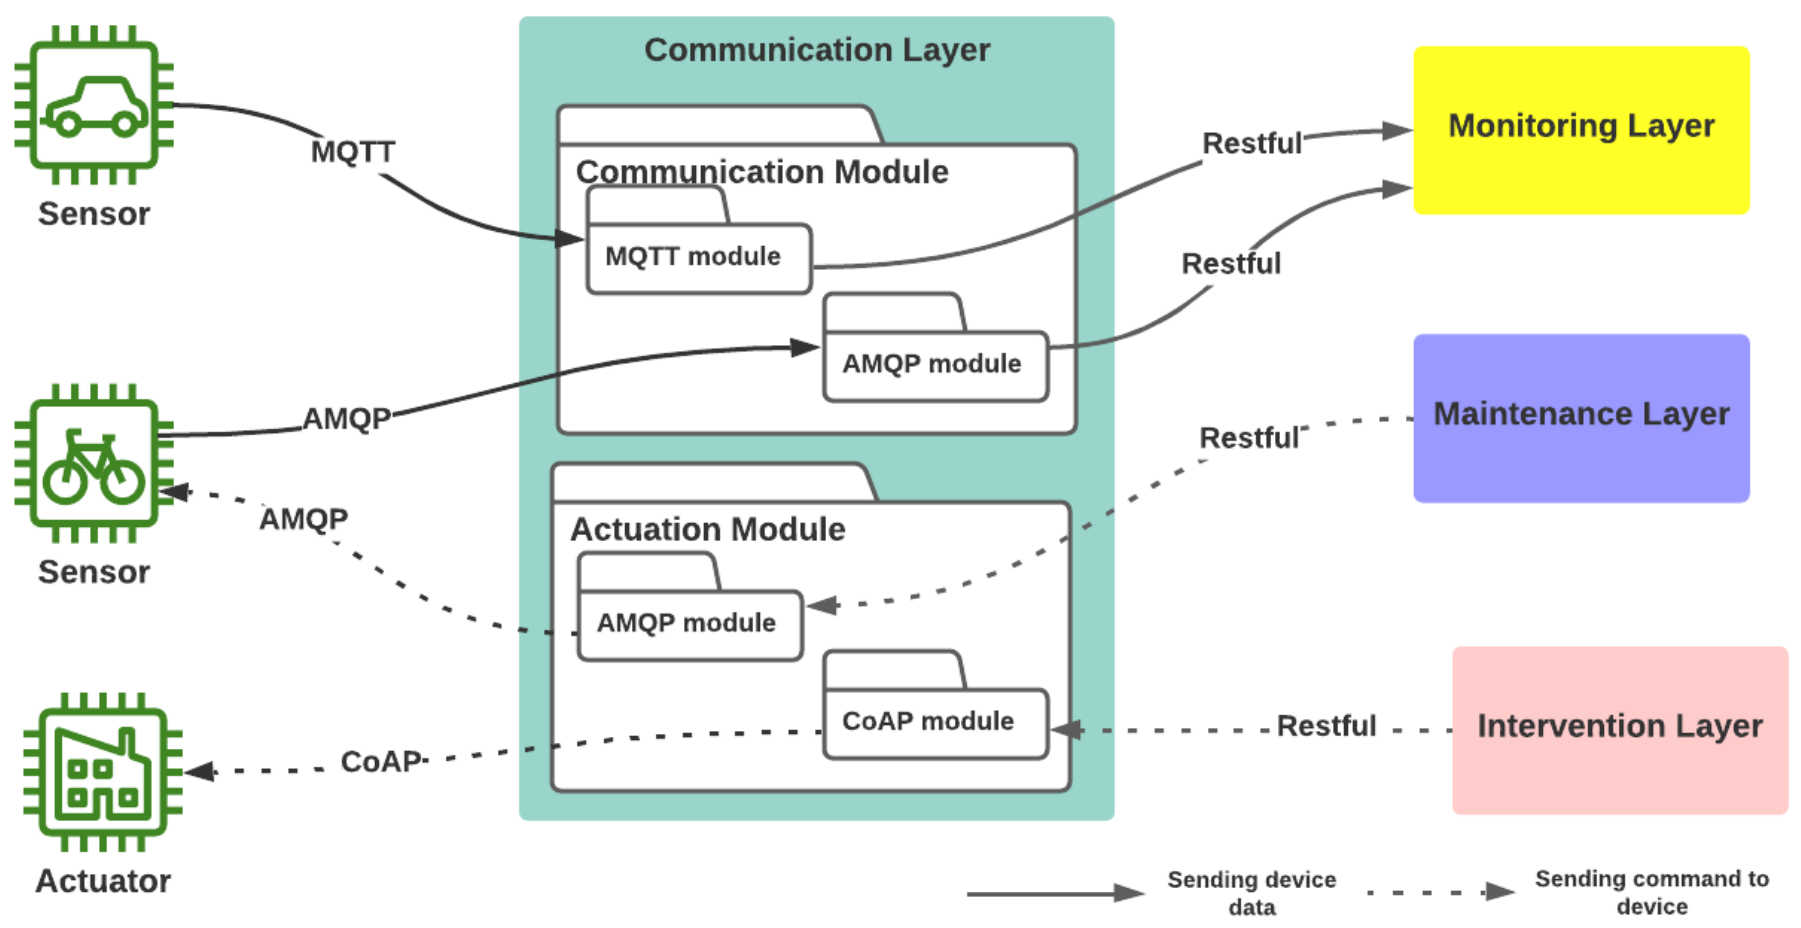 Communication Layer
Communication Module
MQTT
MQTT module
Restful
Monitoring Layer
Sensor
AMQP
AMQP module
Restful
Restful
Maintenance Layer
Sensor
AMQP
Actuation Module
AMQP module
CoAP
CoAP module
Restful
Intervention Layer
Actuator
Sending device
data
Sending command to
device